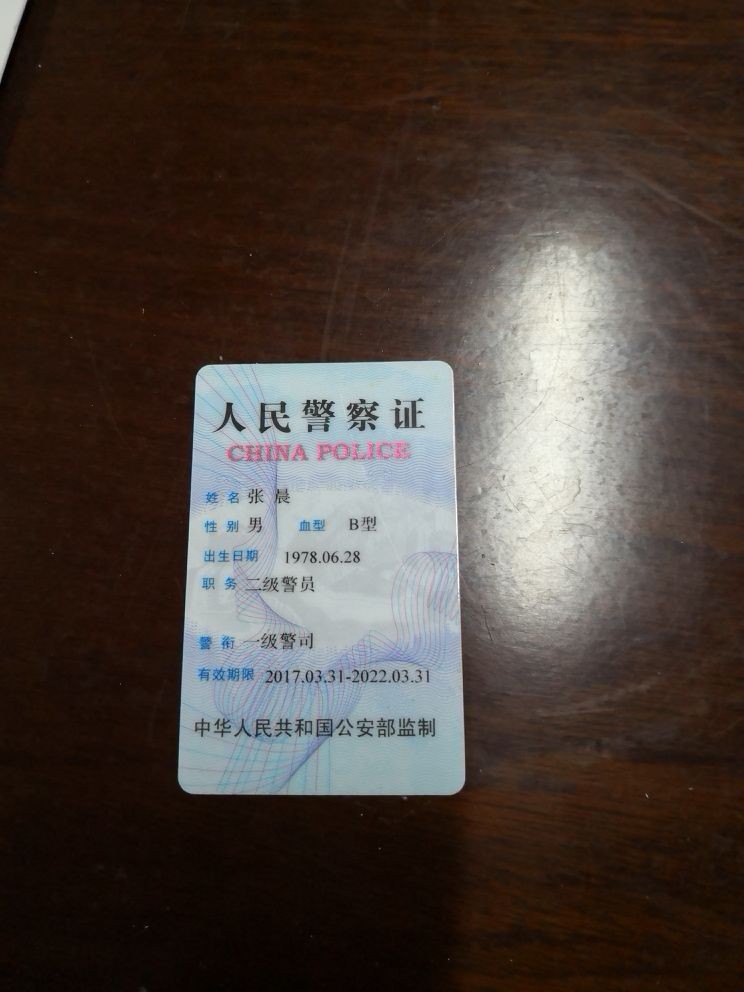 人民警察证
CHINA POLICE
姓名 张晨
性别 男 血型 B型
出生日期 1978.06.28
职务 二级警员
警衔 一级警司
有效期限 2017.03.31-2022.03.31
中华人民共和国公安部监制